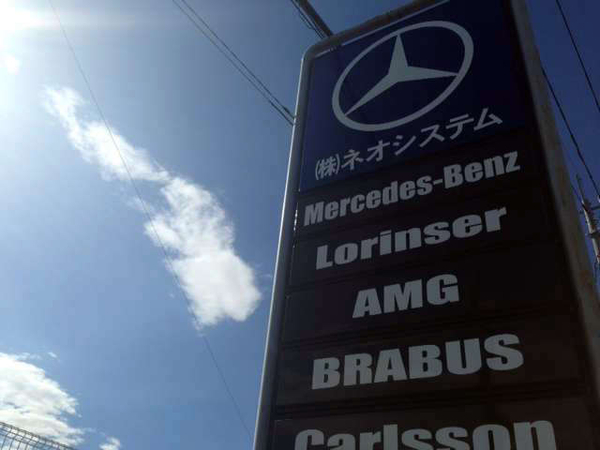 ㈱ネオシステム
Mercedes-Benz
Lorinser
AMG
BRABUS
Carlsson